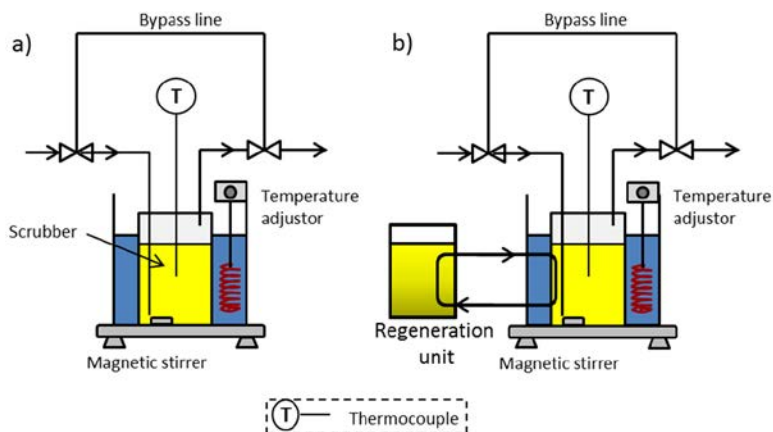 a)
Bypass line
T
Temperature
adjustor
Scrubber
Magnetic stirrer
b)
Bypass line
T
Temperature
adjustor
Regeneration
unit
Magnetic stirrer
T Thermocouple